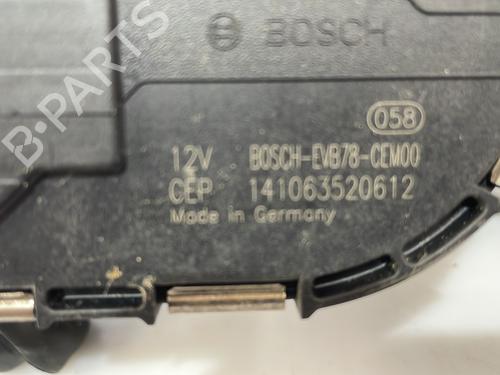 B-PARTS
BOSCH
058
12V BOSCH-EVB78-CEM00
CEP 141063520612
Made in Germany